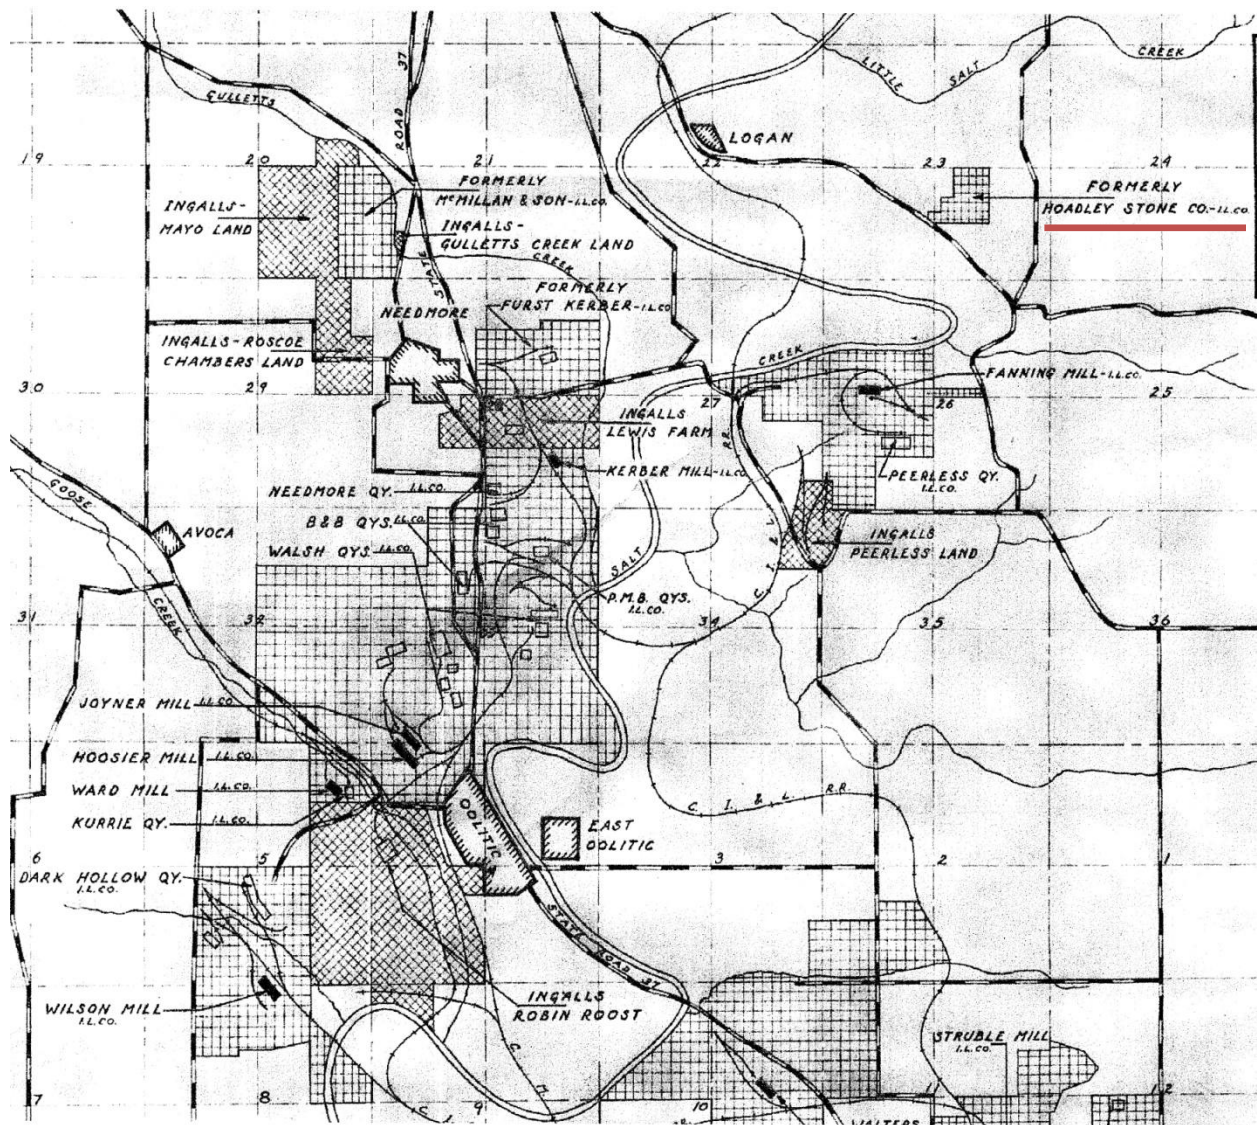 GULLETTS
ROAD 37
LITTLE SALT CREEK
LOGAN
19
20
21
22
23
24
FORMERLY
McMILLAN & SON-I.L.CO.
FORMERLY
HOADLEY STONE CO.-I.L.CO.
INGALLS-
MAYO LAND
INGALLS-
GULLETTS CREEK LAND
CREEK
STATE
FORMERLY
FURST KERBER-I.L.CO
NEEDMORE
INGALLS-ROSCOE
CHAMBERS LAND
CREEK
FANNING MILL-I.L.CO.
30
29
27
26
25
INGALLS
LEWIS FARM
RR.
KERBER MILL-I.L.CO
PEERLESS QY.
I.L.CO.
NEEDMORE QY. I.L.CO.
GOOSE
B&B QYS. I.L.CO.
AVOCA
WALSH QYS. I.L.CO.
INGALLS
PEERLESS LAND
SALT
C. I. & L.
P.M.B. QYS.
I.L.CO.
CREEK
31
32
33
34
35
36
JOYNER MILL I.L.CO.
HOOSIER MILL I.L.CO.
WARD MILL I.L.CO.
C. I. & L. R.R.
KURRIE QY. I.L.CO.
OOLITIC
EAST
OOLITIC
6
5
4
3
2
1
DARK HOLLOW QY.
I.L.CO.
STATE ROAD 37
WILSON MILL
I.L.CO.
INGALLS
ROBIN ROOST
STRUBLE MILL
I.L.CO.
C. M.
C. I.
7
8
9
10
11
12
WALTERS